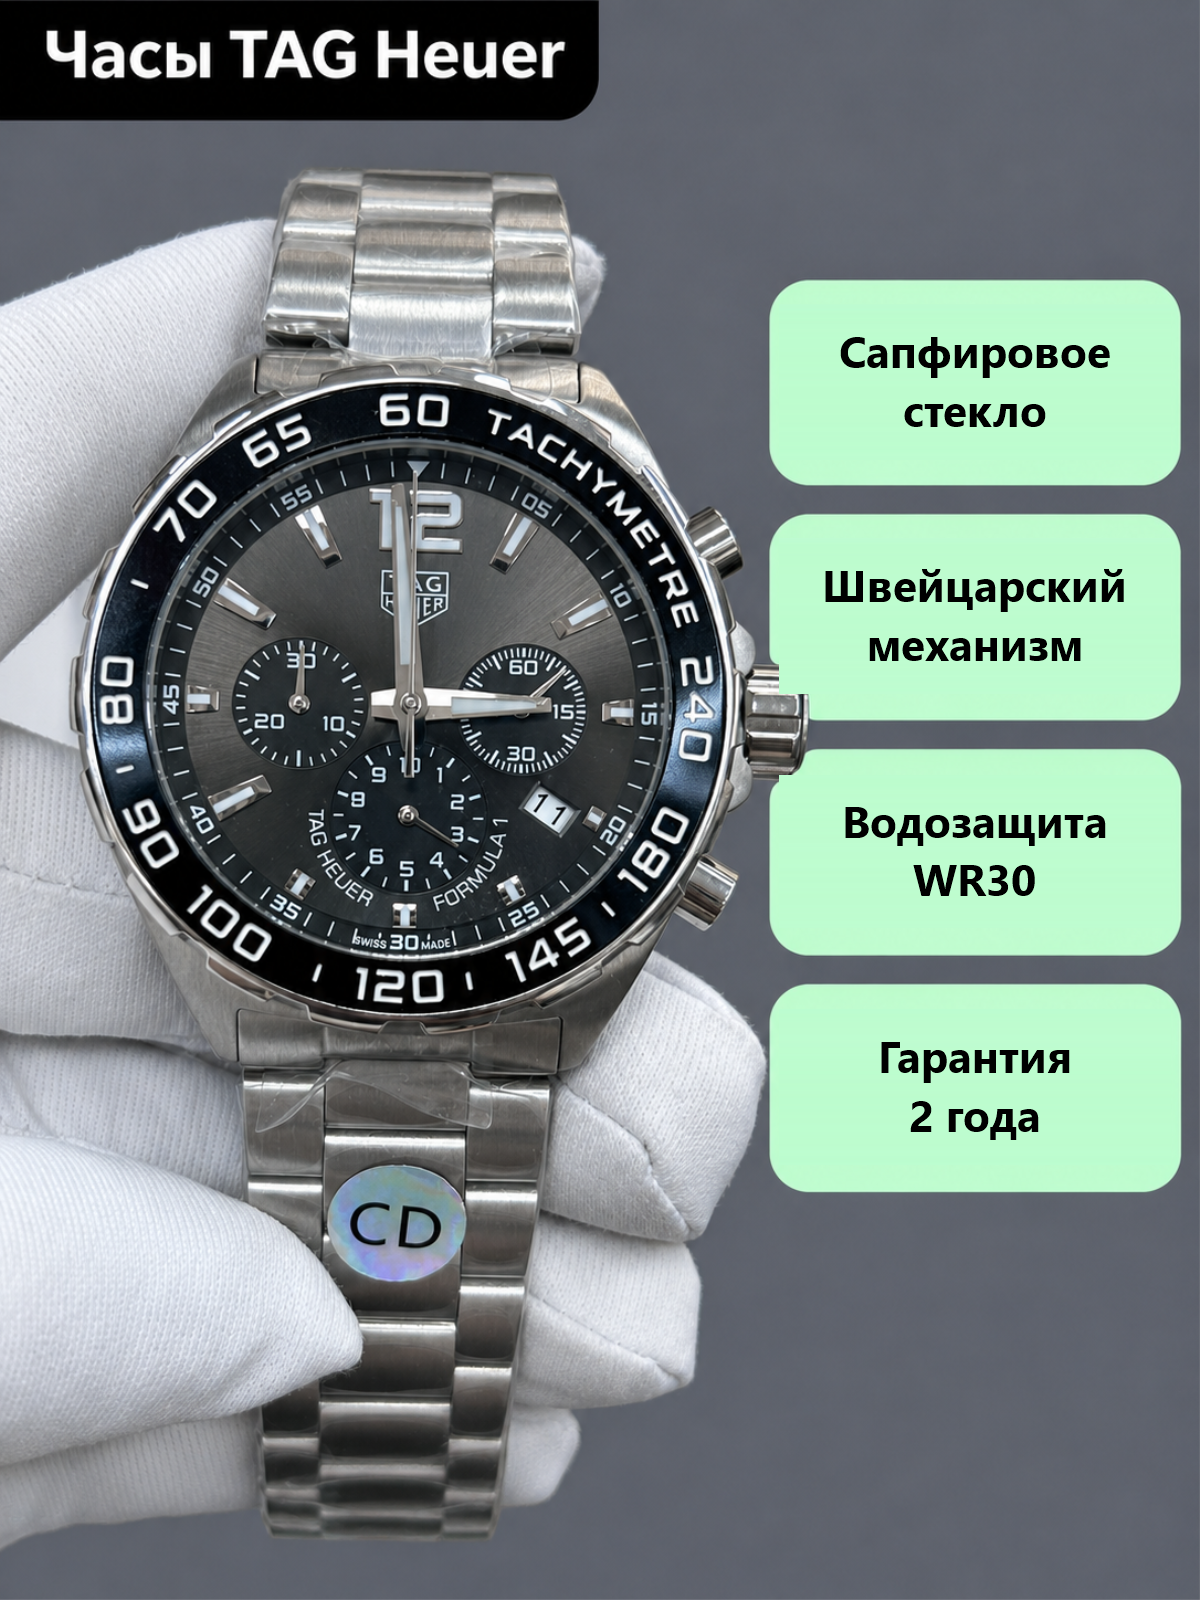 Часы TAG Heuer
Сапфировое
стекло
Швейцарский
механизм
Водозащита
WR30
Гарантия
2 года
60 TACHYMETRE 240
180
145
120
100
90
80
70
65
55
05
10
15
20
25
30
35
40
45
50
12
TAG
HEUER
30
20 10
60
15
30
10
9 1
8 2
7 3
6 4
5
11
TAG HEUER FORMULA 1
SWISS 30 MADE
CD